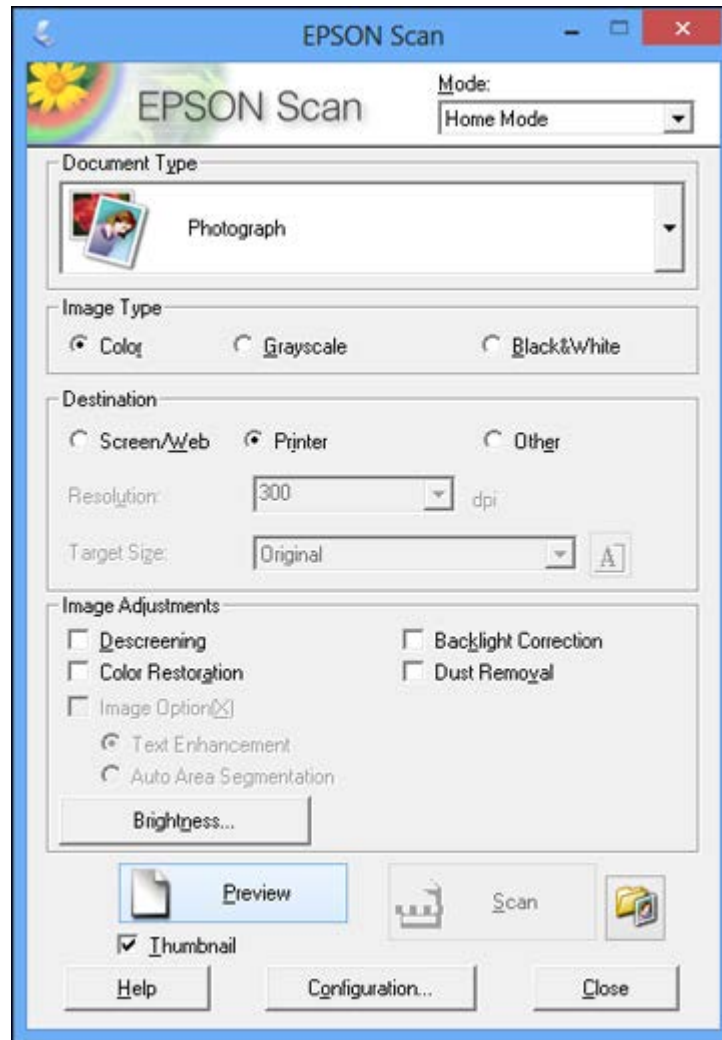 EPSON Scan
EPSON Scan
Mode:
Home Mode
Document Type
Photograph
Image Type
Color Grayscale Black&White
Destination
Screen/Web Printer Other
Resolution: 300 dpi
Target Size: Original A
Image Adjustments
Descreening Backlight Correction
Color Restoration Dust Removal
Image Option(X)
Text Enhancement
Auto Area Segmentation
Brightness...
Preview Scan
Thumbnail
Help Configuration... Close